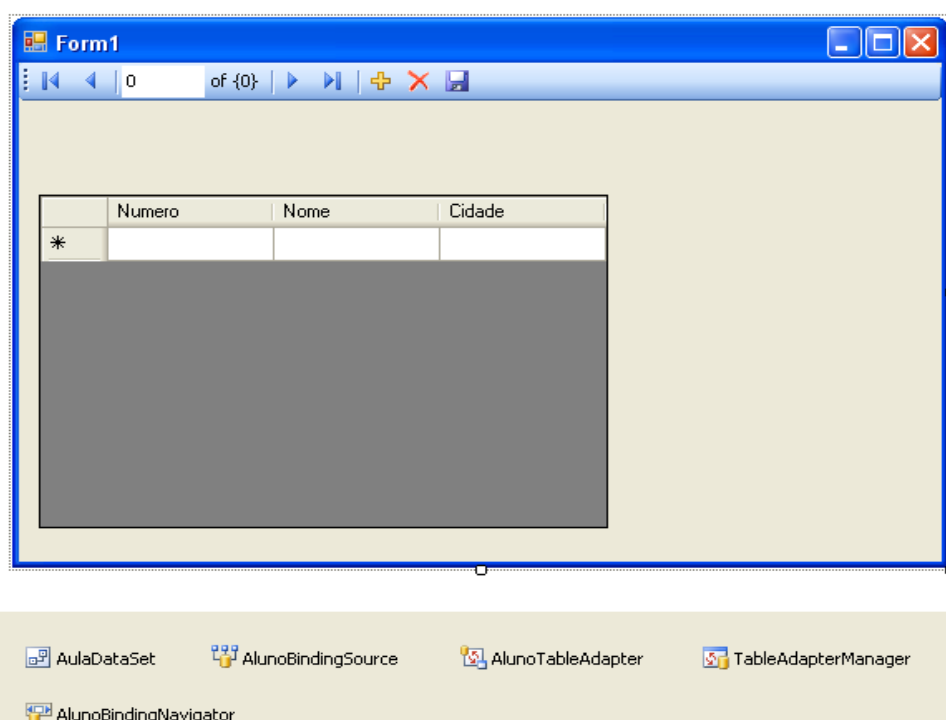 Form1
0 of {0}
Numero Nome Cidade
AulaDataSet AlunoBindingSource AlunoTableAdapter TableAdapterManager
AlunoBindingNavigator